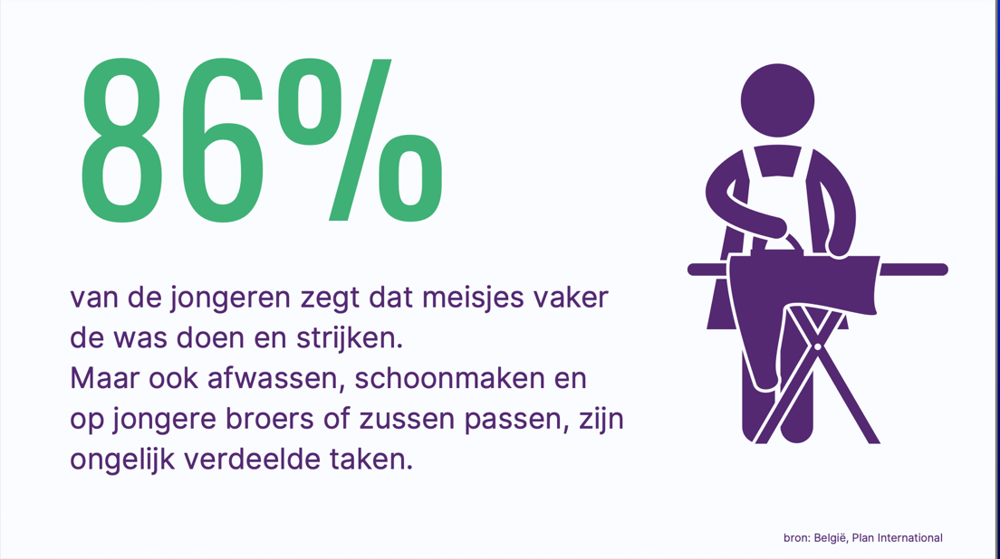 86%
van de jongeren zegt dat meisjes vaker
de was doen en strijken.
Maar ook afwassen, schoonmaken en
op jongere broers of zussen passen, zijn
ongelijk verdeelde taken.
bron: België, Plan International